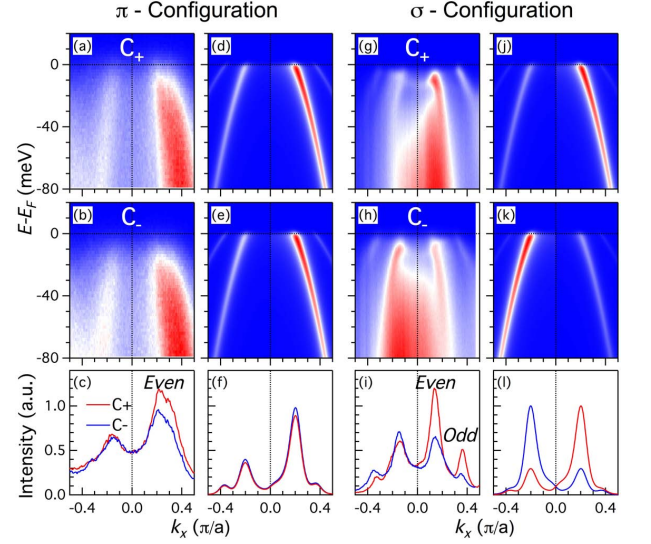 π - Configuration
σ - Configuration
(a)
C+
(d)
(g)
C+
(j)
0
-40
-80
(b)
C-
(e)
(h)
C-
(k)
0
-40
-80
E-EF (meV)
(c)
Even
C+
C-
(f)
(i)
Even
Odd
(l)
1.0
0.5
0.0
Intensity (a.u.)
-0.4 0.0 0.4
-0.4 0.0 0.4
-0.4 0.0 0.4
-0.4 0.0 0.4
kx (π/a)
kx (π/a)